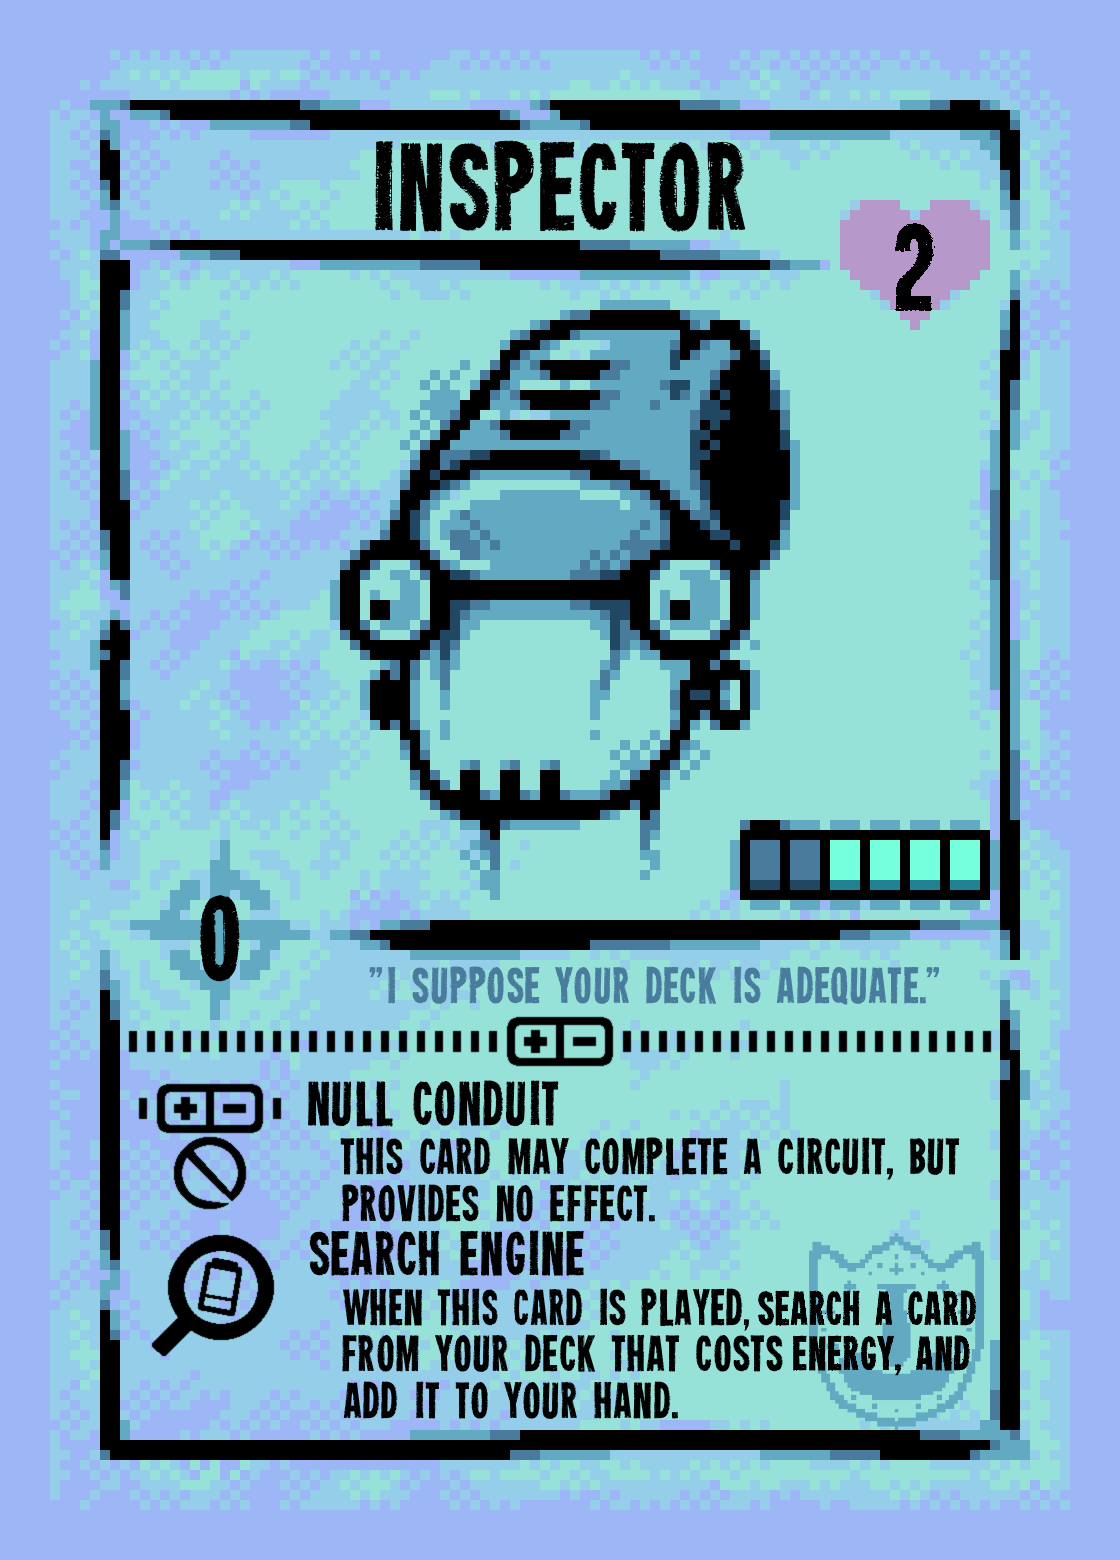 INSPECTOR
2
0
"I SUPPOSE YOUR DECK IS ADEQUATE."
NULL CONDUIT
THIS CARD MAY COMPLETE A CIRCUIT, BUT
PROVIDES NO EFFECT.
SEARCH ENGINE
WHEN THIS CARD IS PLAYED, SEARCH A CARD
FROM YOUR DECK THAT COSTS ENERGY, AND
ADD IT TO YOUR HAND.